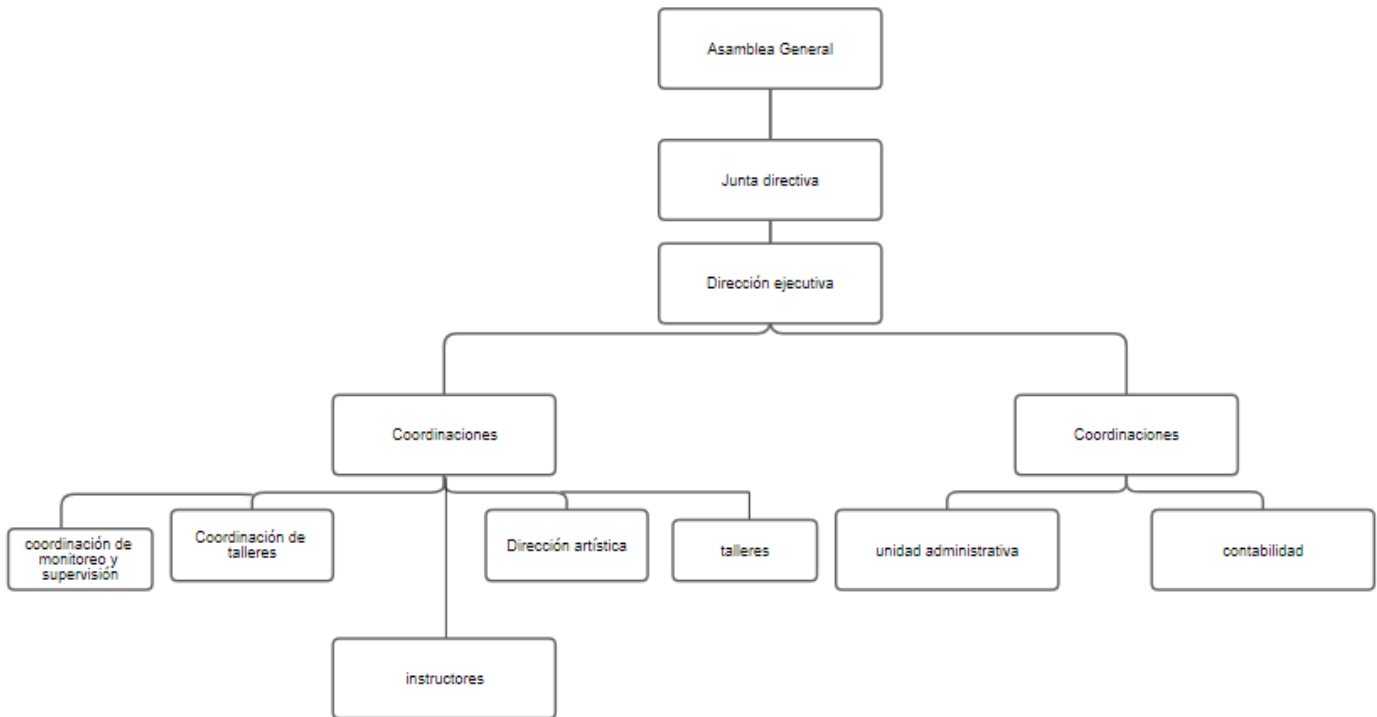 Asamblea General
Junta directiva
Dirección ejecutiva
Coordinaciones
Coordinaciones
coordinación de
monitoreo y
supervisión
Coordinación de
talleres
Dirección artística
talleres
unidad administrativa
contabilidad
instructores